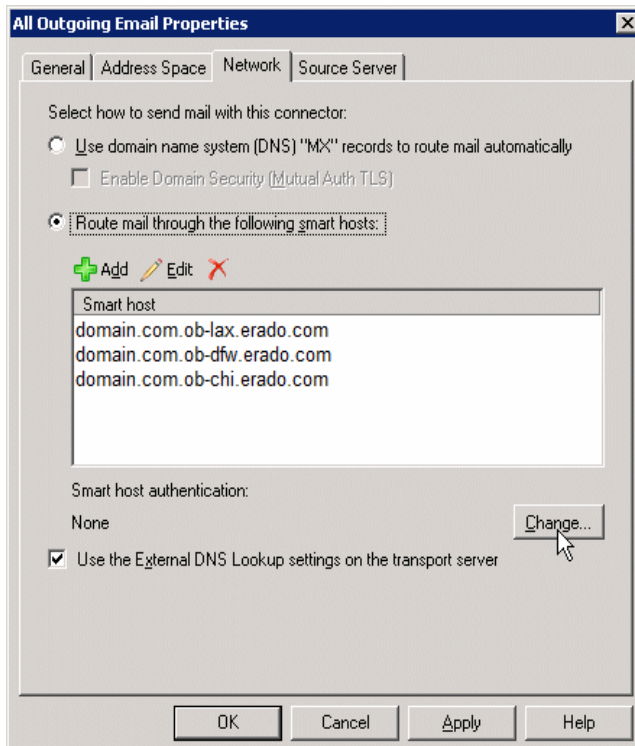 All Outgoing Email Properties
General Address Space Network Source Server
Select how to send mail with this connector:
Use domain name system (DNS) "MX" records to route mail automatically
Enable Domain Security (Mutual Auth TLS)
Route mail through the following smart hosts:
Add Edit
Smart host
domain.com.ob-lax.erado.com
domain.com.ob-dfw.erado.com
domain.com.ob-chi.erado.com
Smart host authentication:
None Change...
Use the External DNS Lookup settings on the transport server
OK Cancel Apply Help